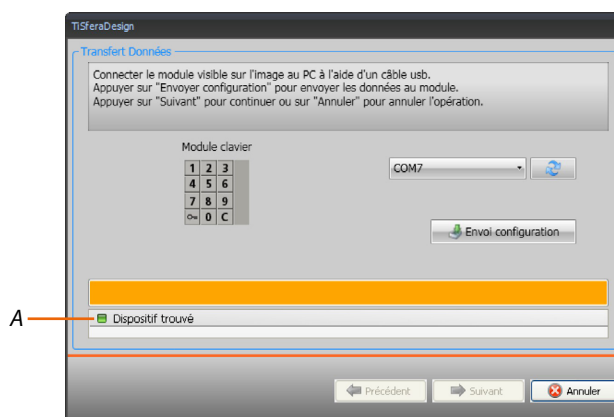 TiSferaDesign
Transfert Données
Connecter le module visible sur l'image au PC à l'aide d'un câble usb.
Appuyer sur "Envoyer configuration" pour envoyer les données au module.
Appuyer sur "Suivant" pour continuer ou sur "Annuler" pour annuler l'opération.
Module clavier
1 2 3
4 5 6
7 8 9
0 C
COM7
Envoi configuration
A
Dispositif trouvé
Précédent
Suivant
Annuler